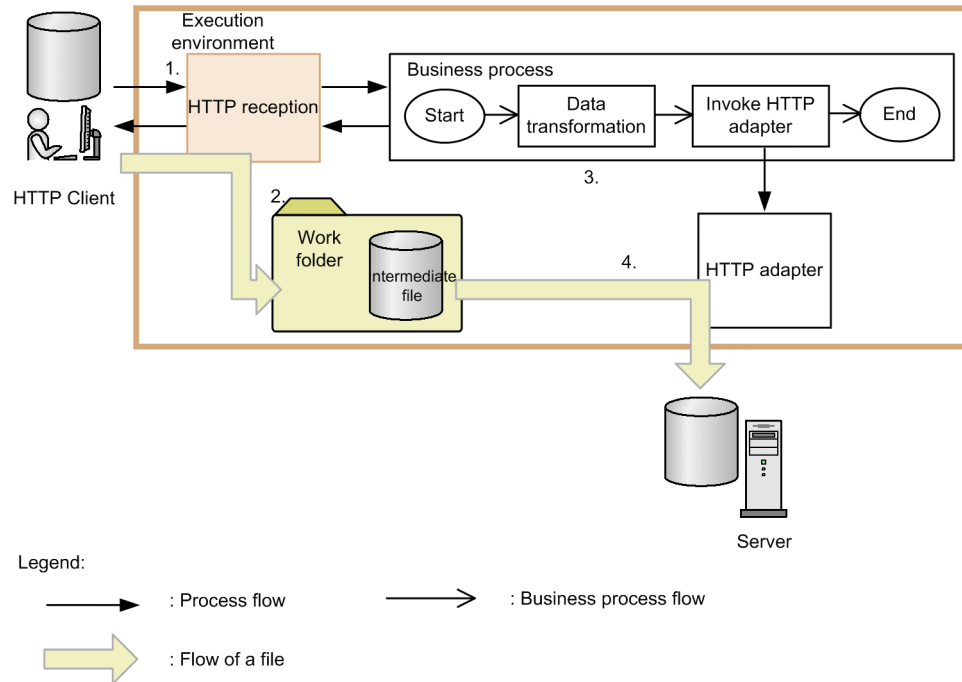 Execution
environment
1.
HTTP reception
Business process
Start
Data
transformation
Invoke HTTP
adapter
End
HTTP Client
2.
3.
Work
folder
ntermediate
file
4.
HTTP adapter
Server
Legend:
: Process flow
: Business process flow
: Flow of a file